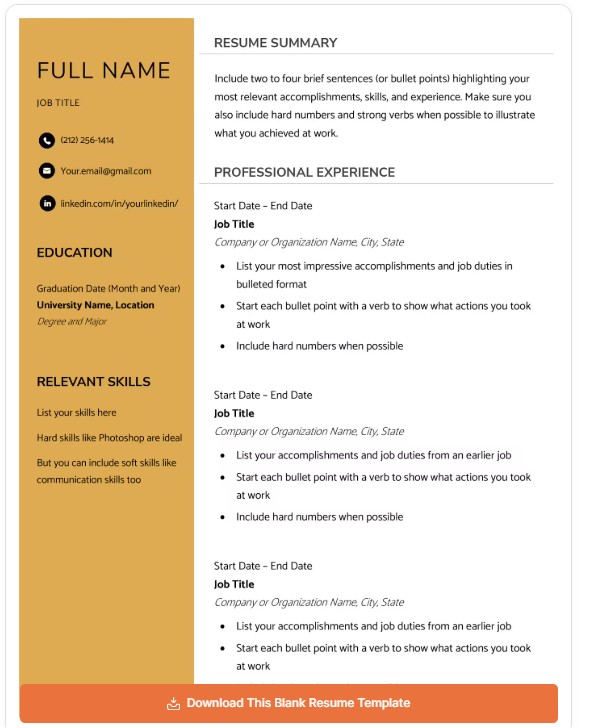 FULL NAME
JOB TITLE
(212) 256-1414
Your.email@gmail.com
linkedin.com/in/yourlinkedin/
EDUCATION
Graduation Date (Month and Year)
University Name, Location
Degree and Major
RELEVANT SKILLS
List your skills here
Hard skills like Photoshop are ideal
But you can include soft skills like
communication skills too
RESUME SUMMARY
Include two to four brief sentences (or bullet points) highlighting your
most relevant accomplishments, skills, and experience. Make sure you
also include hard numbers and strong verbs when possible to illustrate
what you achieved at work.
PROFESSIONAL EXPERIENCE
Start Date – End Date
Job Title
Company or Organization Name, City, State
• List your most impressive accomplishments and job duties in
bulleted format
• Start each bullet point with a verb to show what actions you took
at work
• Include hard numbers when possible
Start Date – End Date
Job Title
Company or Organization Name, City, State
• List your accomplishments and job duties from an earlier job
• Start each bullet point with a verb to show what actions you took
at work
• Include hard numbers when possible
Start Date – End Date
Job Title
Company or Organization Name, City, State
• List your accomplishments and job duties from an earlier job
• Start each bullet point with a verb to show what actions you took
at work
Download This Blank Resume Template